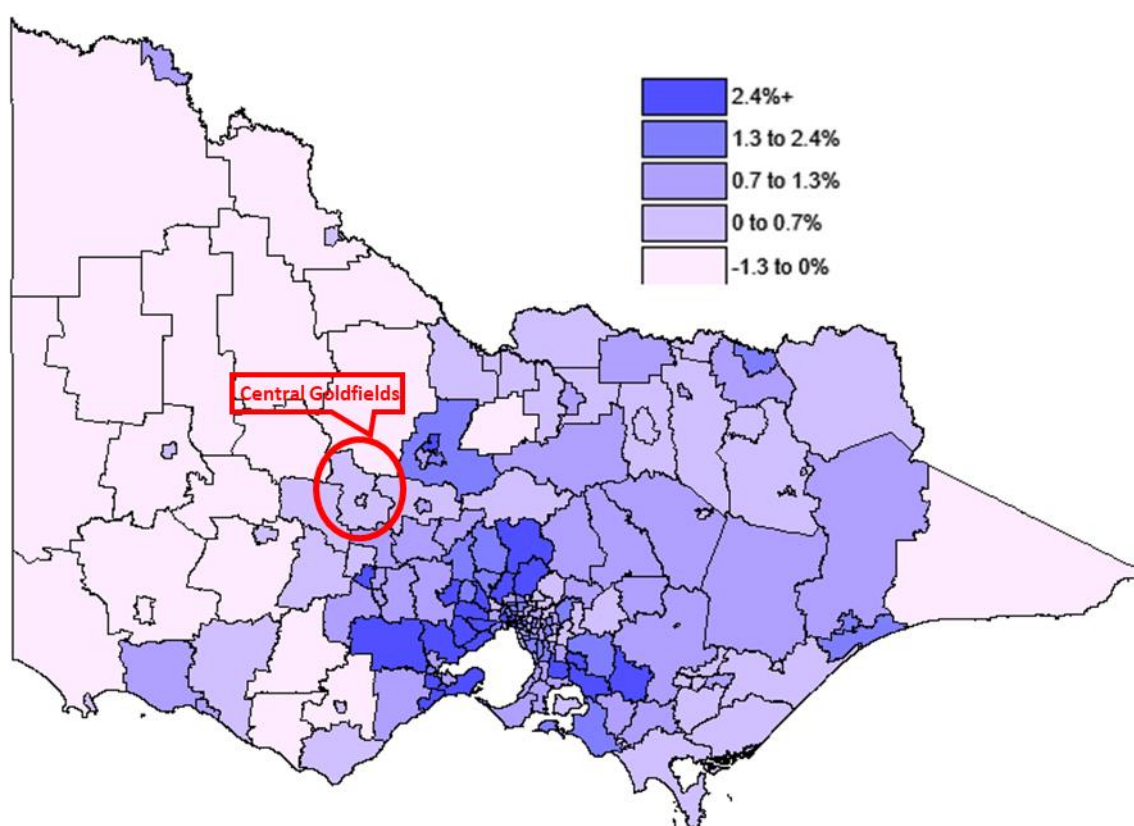 2.4%+
1.3 to 2.4%
0.7 to 1.3%
0 to 0.7%
-1.3 to 0%
Central Goldfields